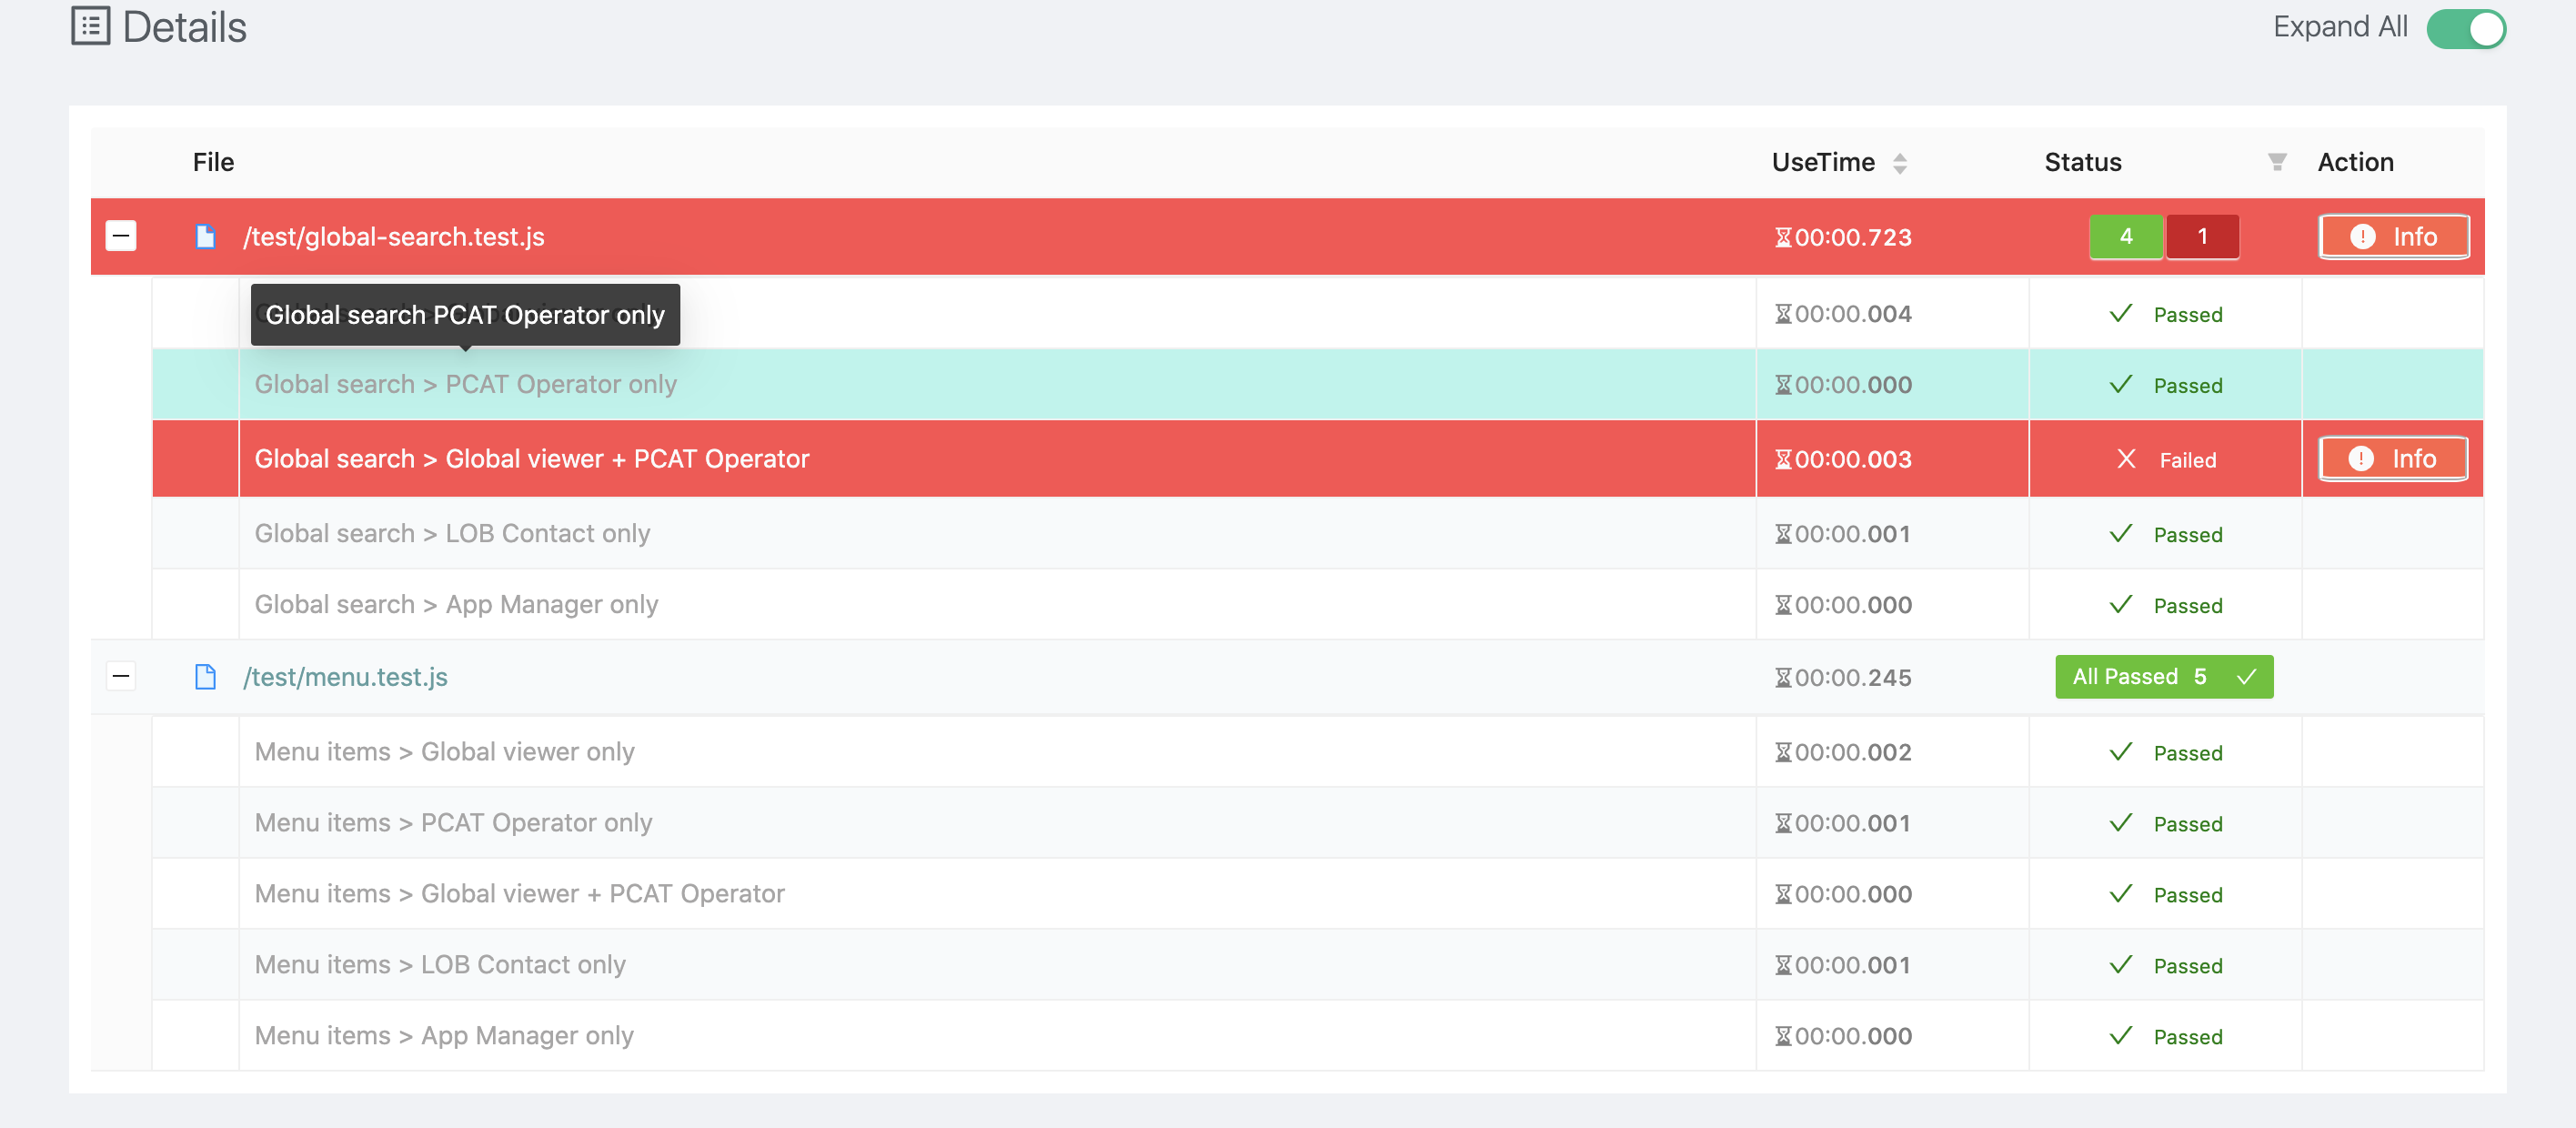 Details
Expand All
File UseTime Status Action
/test/global-search.test.js 00:00.723 4 1 Info
Global search PCAT Operator only
00:00.004 Passed
Global search > PCAT Operator only 00:00.000 Passed
Global search > Global viewer + PCAT Operator 00:00.003 Failed Info
Global search > LOB Contact only 00:00.001 Passed
Global search > App Manager only 00:00.000 Passed
/test/menu.test.js 00:00.245 All Passed 5
Menu items > Global viewer only 00:00.002 Passed
Menu items > PCAT Operator only 00:00.001 Passed
Menu items > Global viewer + PCAT Operator 00:00.000 Passed
Menu items > LOB Contact only 00:00.001 Passed
Menu items > App Manager only 00:00.000 Passed